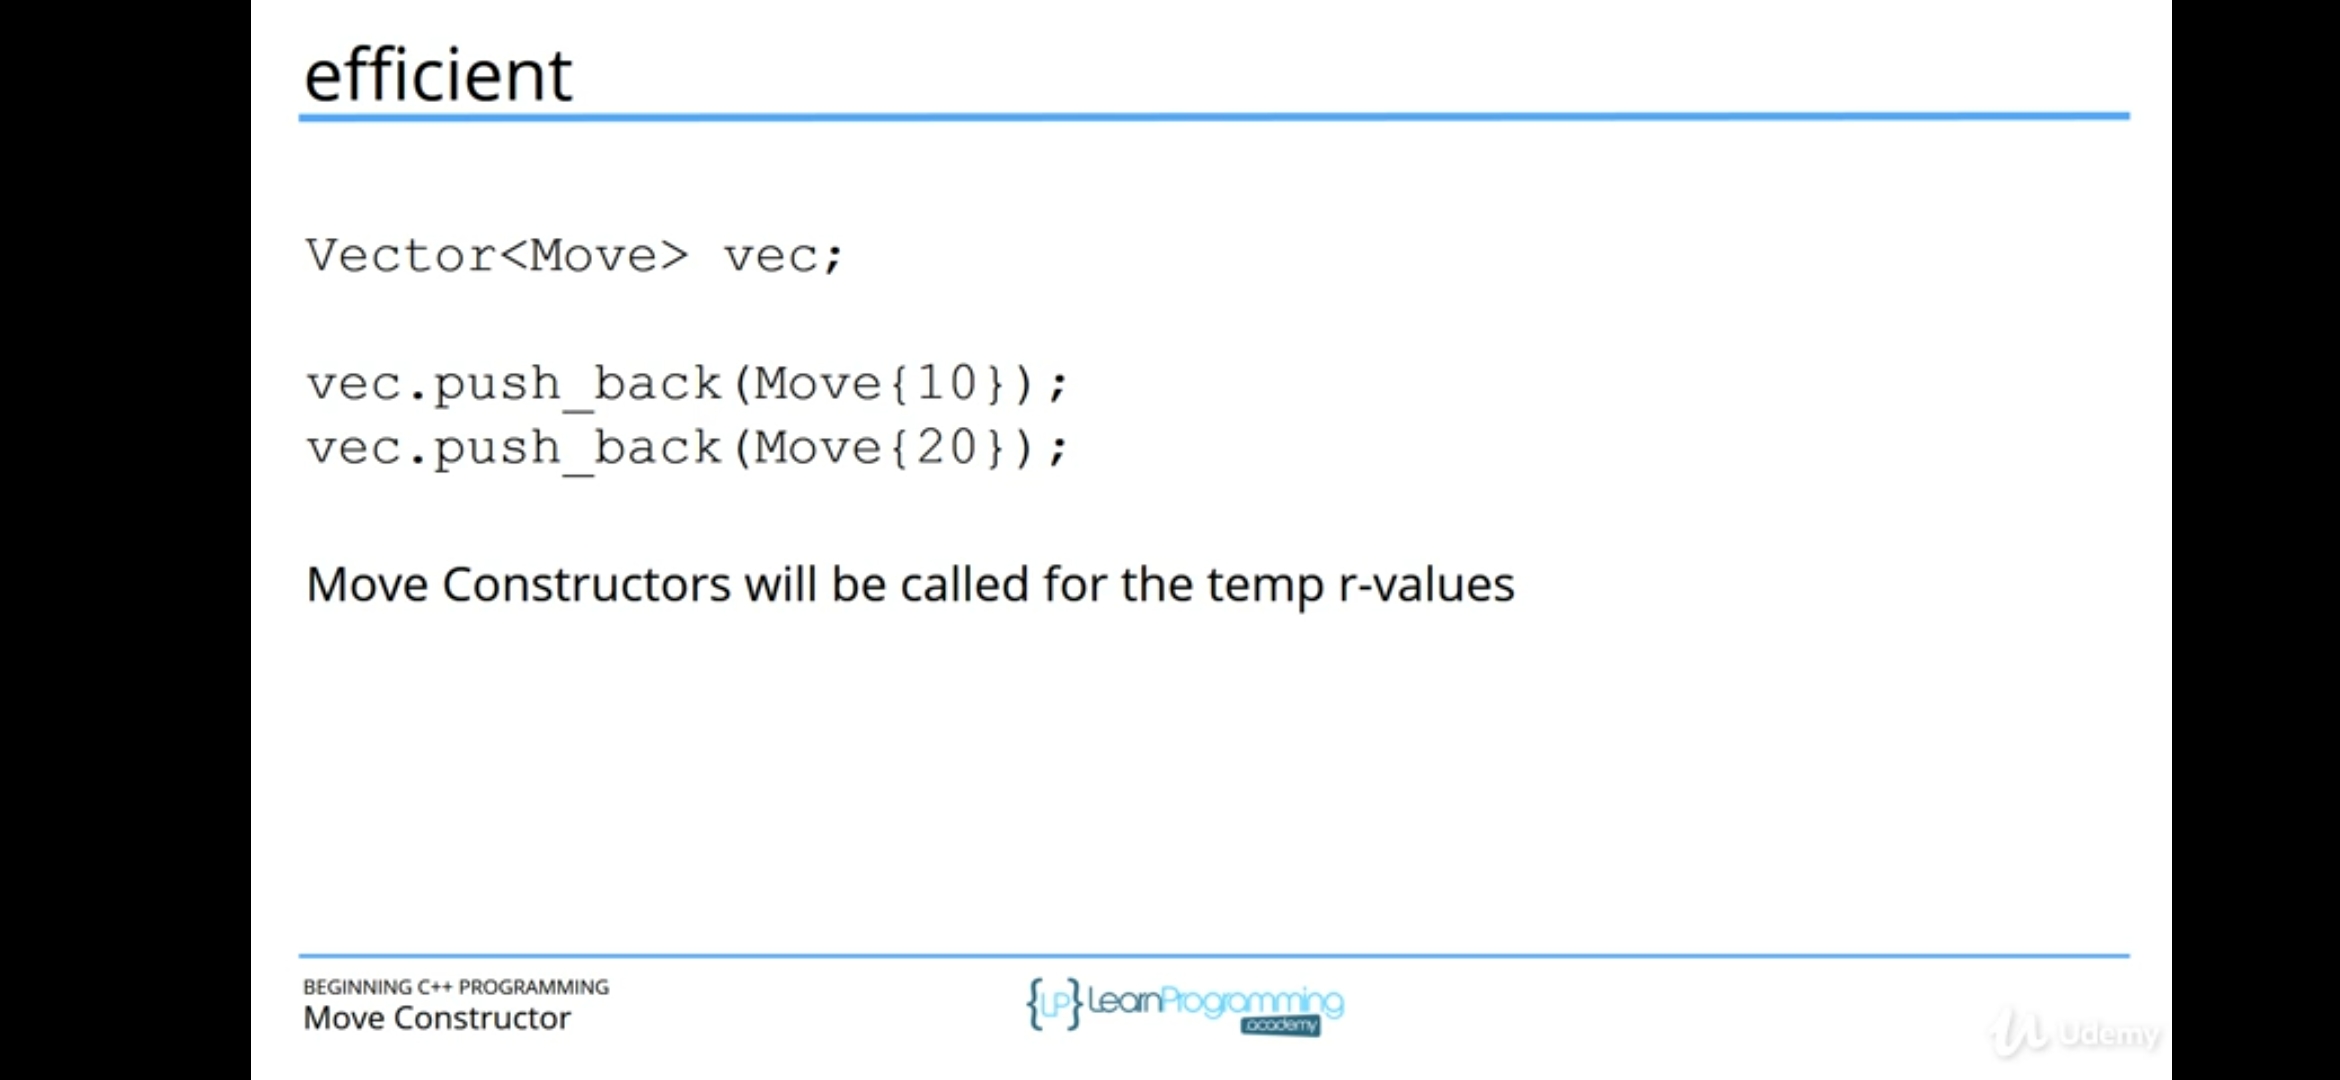 efficient
Vector<Move> vec;
vec.push_back(Move{10});
vec.push_back(Move{20});
Move Constructors will be called for the temp r-values
BEGINNING C++ PROGRAMMING
Move Constructor
{LP} LearnProgramming
academy
Udemy